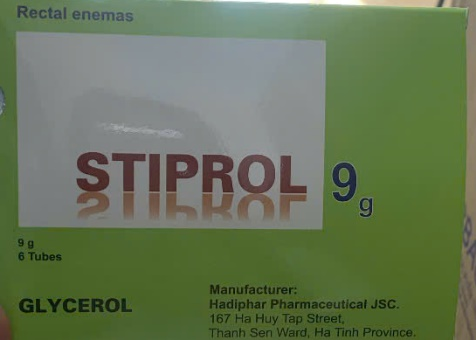 Rectal enemas
STIPROL 9g
9 g
6 Tubes
GLYCEROL
Manufacturer:
Hadiphar Pharmaceutical JSC.
167 Ha Huy Tap Street,
Thanh Sen Ward, Ha Tinh Province.